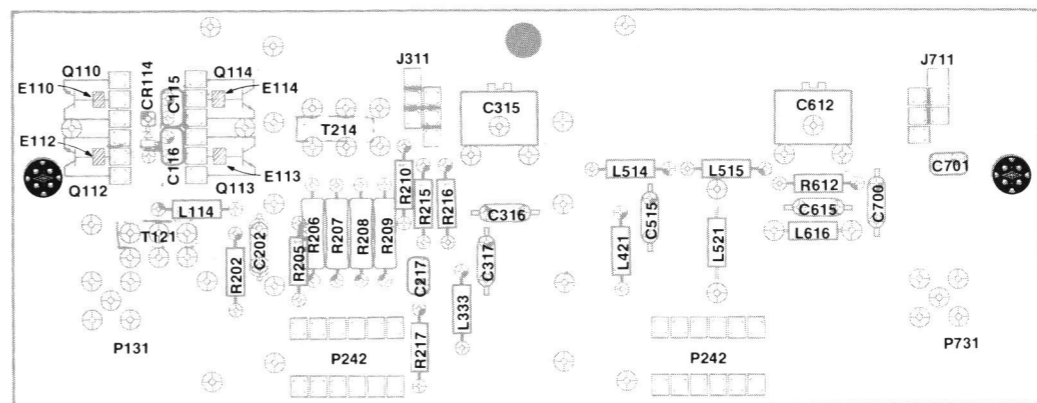 Q110
E110
CR114
C115
Q114
E114
J311
C315
C612
J711
T214
E112
C116
Q112
Q113
E113
L114
T121
R202
C202
R205
R206
R207
R208
R209
R210
R215
R216
C316
C317
C217
L333
R217
L514
L515
C515
L421
L521
R612
C615
L616
C700
C701
P131
P242
P242
P731